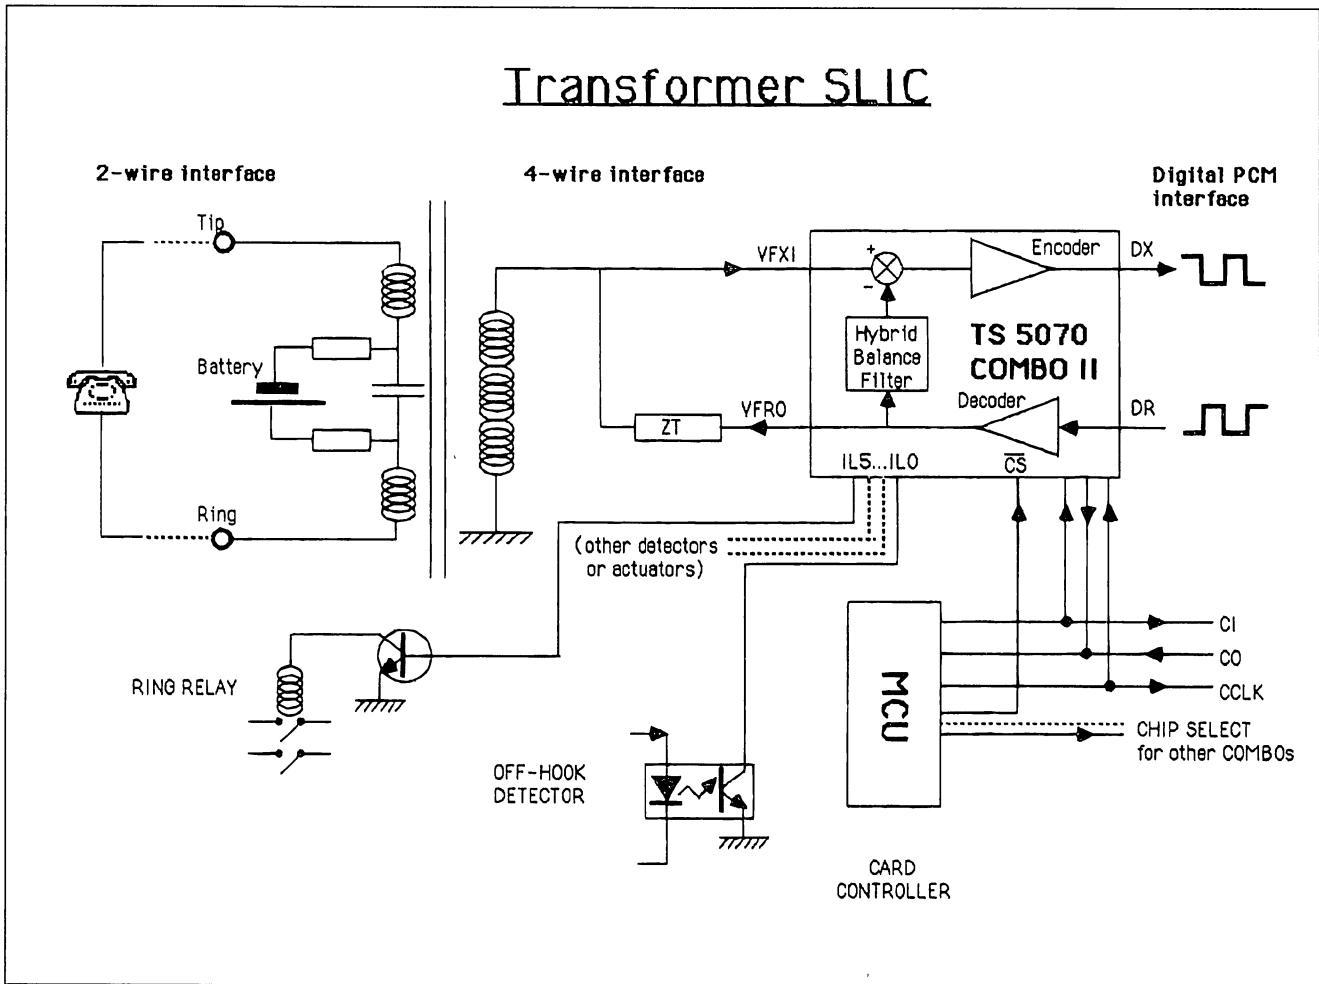 Transformer SLIC
2-wire interface
4-wire interface
Digital PCM
interface
Tip
VFXI
+
Encoder
DX
-
Hybrid
Balance
Filter
TS 5070
COMBO II
Battery
Decoder
VFRO
DR
ZT
IL5...IL0
CS
Ring
(other detectors
or actuators)
CI
CO
CCLK
RING RELAY
MCU
CHIP SELECT
for other COMBOs
OFF-HOOK
DETECTOR
CARD
CONTROLLER